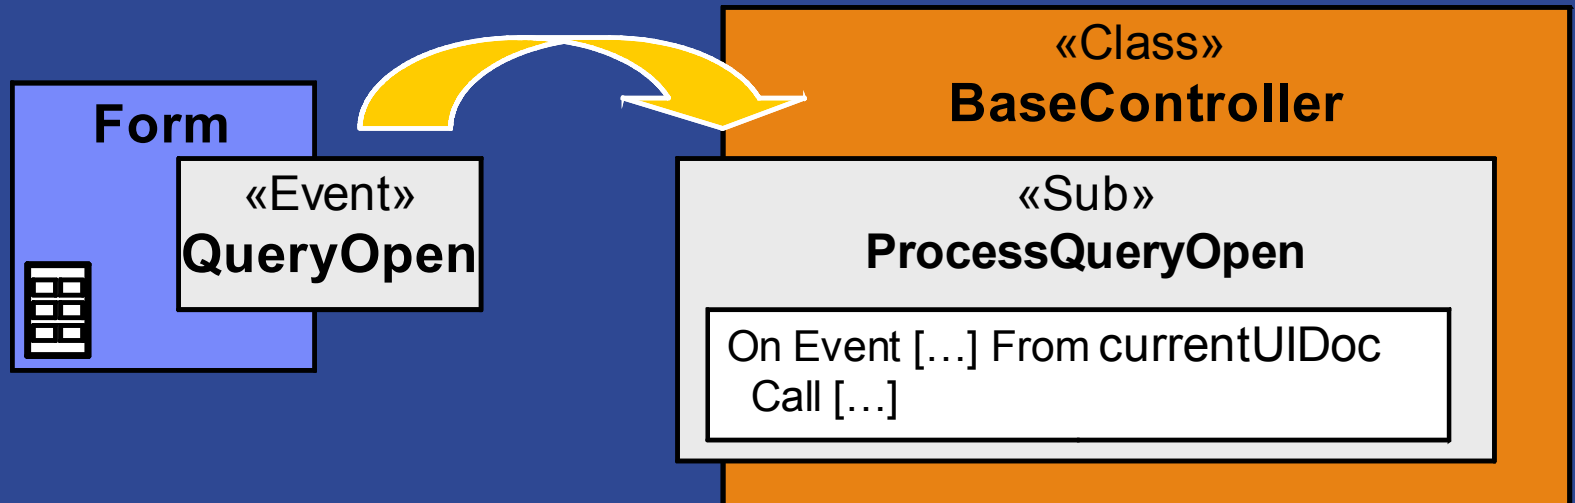 Form
«Event»
QueryOpen
«Class»
BaseController
«Sub»
ProcessQueryOpen
On Event […] From currentUIDoc
Call […]